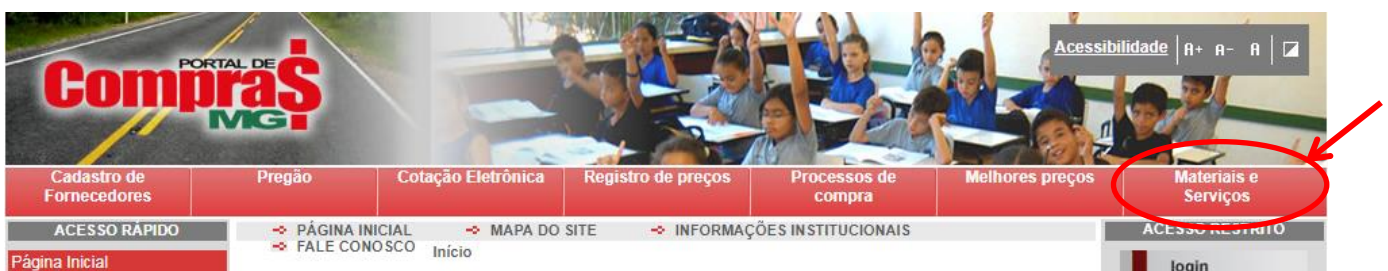 PORTAL DE
Compra$
MG
Acessibilidade A+ A- A
Cadastro de
Fornecedores
Pregão
Cotação Eletrônica
Registro de preços
Processos de
compra
Melhores preços
Materiais e
Serviços
ACESSO RÁPIDO
PÁGINA INICIAL MAPA DO SITE INFORMAÇÕES INSTITUCIONAIS
FALE CONOSCO
Início
ACESSO RESTRITO
Página Inicial
login